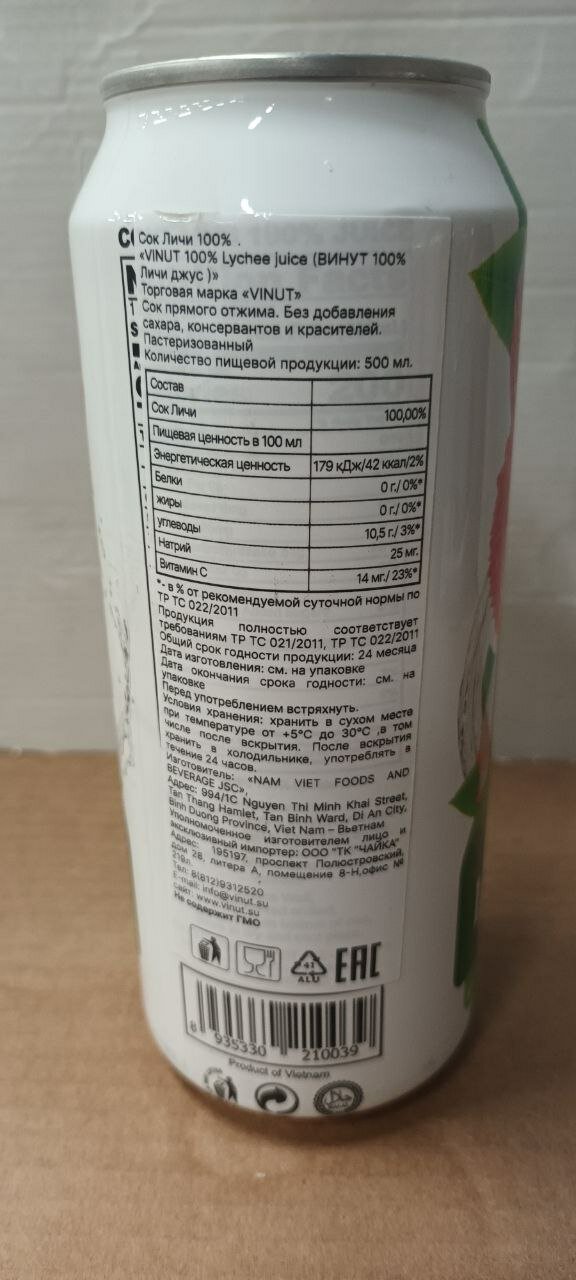 Сок Личи 100% .
«VINUT 100% Lychee juice (ВИНУТ 100%
Личи джус )»
Торговая марка «VINUT»
Сок прямого отжима. Без добавления
сахара, консервантов и красителей.
Пастеризованный
Количество пищевой продукции: 500 мл.
Состав
Сок Личи 100,00%
Пищевая ценность в 100 мл
Энергетическая ценность 179 кДж/42 ккал/2%
Белки 0 г./ 0%*
жиры 0 г./ 0%*
углеводы 10,5 г./ 3%*
Натрий 25 мг.
Витамин С 14 мг./ 23%*
*- в % от рекомендуемой суточной нормы по
ТР ТС 022/2011
Продукция полностью соответствует
требованиям ТР ТС 021/2011, ТР ТС 022/2011
Общий срок годности продукции: 24 месяца
Дата изготовления: см. на упаковке
Дата окончания срока годности: см. на
упаковке
Перед употреблением встряхнуть.
Условия хранения: хранить в сухом месте
при температуре от +5°C до 30°C ,в том
числе после вскрытия. После вскрытия
хранить в холодильнике, употреблять в
течение 24 часов.
Изготовитель: «NAM VIET FOODS AND
BEVERAGE JSC»,
Адрес: 994/1C Nguyen Thi Minh Khai Street,
Tan Thang Hamlet, Tan Binh Ward, Di An City,
Binh Duong Province, Viet Nam – Вьетнам
Уполномоченное изготовителем лицо и
эксклюзивный импортер: ООО "ТК "ЧАЙКА"
Адрес: 195197, проспект Полюстровский,
дом 28, литера А, помещение 8-Н,офис №
219п.
Тел: 8(812)9312520
E-mail: info@vinut.su
сайт: www.vinut.su
Не содержит ГМО
41
ALU
EAC
8 935330 210039
Product of Vietnam